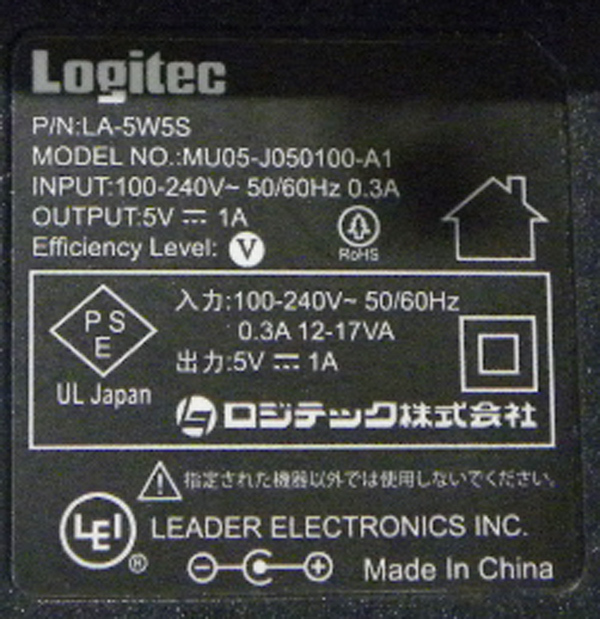 Logitec
P/N:LA-5W5S
MODEL NO.:MU05-J050100-A1
INPUT:100-240V~ 50/60Hz 0.3A
OUTPUT:5V ⎓ 1A
Efficiency Level: V
RoHS
PSE
UL Japan
入力:100-240V~ 50/60Hz
0.3A 12-17VA
出力:5V ⎓ 1A
ロジテック株式会社
指定された機器以外では使用しないでください。
LEI ®
LEADER ELECTRONICS INC.
Made In China